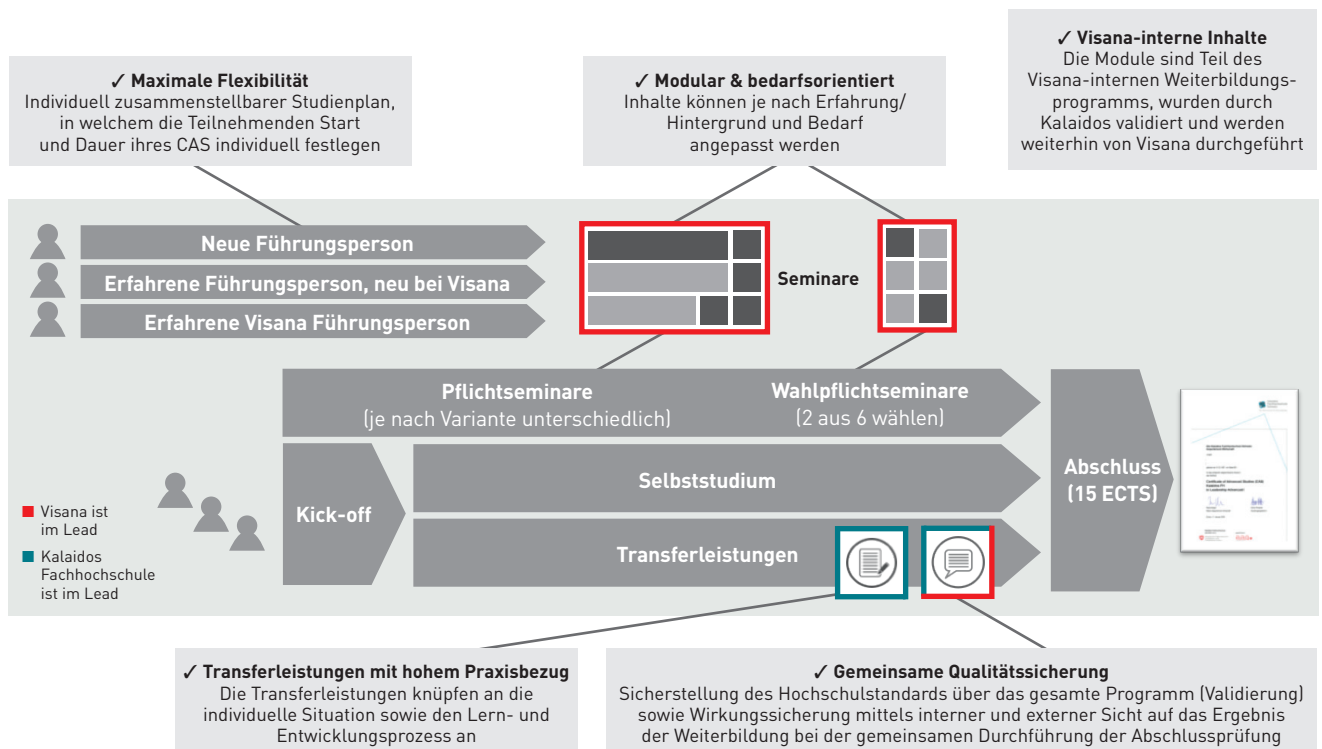 ✓ Maximale Flexibilität
Individuell zusammenstellbarer Studienplan,
in welchem die Teilnehmenden Start
und Dauer ihres CAS individuell festlegen
✓ Modular & bedarfsorientiert
Inhalte können je nach Erfahrung/
Hintergrund und Bedarf
angepasst werden
✓ Visana-interne Inhalte
Die Module sind Teil des
Visana-internen Weiterbildungs-
programms, wurden durch
Kalaidos validiert und werden
weiterhin von Visana durchgeführt
Neue Führungsperson
Erfahrene Führungsperson, neu bei Visana
Erfahrene Visana Führungsperson
Seminare
Pflichtseminare
(je nach Variante unterschiedlich)
Wahlpflichtseminare
(2 aus 6 wählen)
Kick-off
Selbststudium
Transferleistungen
Abschluss
(15 ECTS)
Visana ist
im Lead
Kalaidos
Fachhochschule
ist im Lead
✓ Transferleistungen mit hohem Praxisbezug
Die Transferleistungen knüpfen an die
individuelle Situation sowie den Lern- und
Entwicklungsprozess an
✓ Gemeinsame Qualitätssicherung
Sicherstellung des Hochschulstandards über das gesamte Programm (Validierung)
sowie Wirkungssicherung mittels interner und externer Sicht auf das Ergebnis
der Weiterbildung bei der gemeinsamen Durchführung der Abschlussprüfung